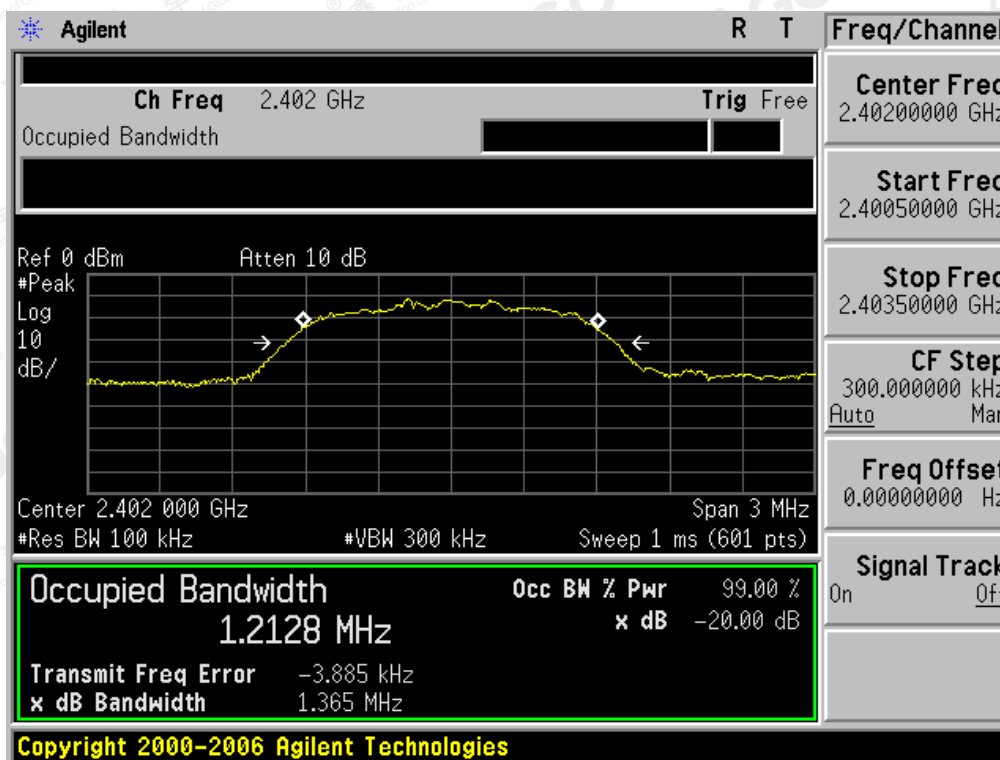 Agilent R T Freq/Channel
Ch Freq 2.402 GHz Trig Free
Occupied Bandwidth
Center Freq
2.40200000 GHz
Start Freq
2.40050000 GHz
Stop Freq
2.40350000 GHz
CF Step
300.000000 kHz
Auto Man
Freq Offset
0.00000000 Hz
Signal Track
On Off
Ref 0 dBm Atten 10 dB
#Peak
Log
10
dB/
Center 2.402 000 GHz Span 3 MHz
#Res BW 100 kHz #VBW 300 kHz Sweep 1 ms (601 pts)
Occupied Bandwidth Occ BW % Pwr 99.00 %
1.2128 MHz x dB -20.00 dB
Transmit Freq Error -3.885 kHz
x dB Bandwidth 1.365 MHz
Copyright 2000-2006 Agilent Technologies